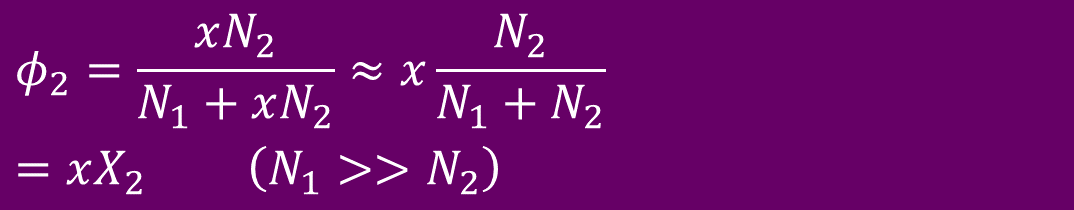 ϕ₂ = xN₂ / (N₁ + xN₂) ≈ x N₂ / (N₁ + N₂)
= xX₂ (N₁ >> N₂)